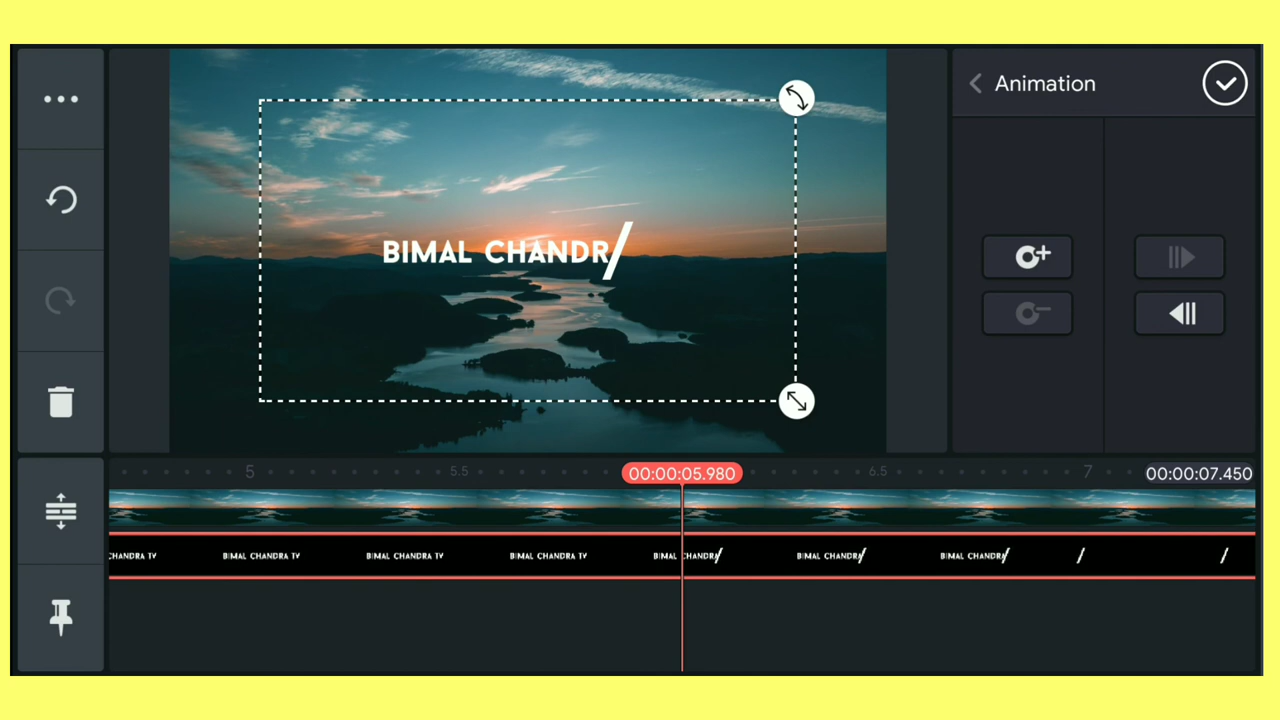 Animation
BIMAL CHANDR/
5
5.5
00:00:05.980
6.5
7
00:00:07.450
CHANDRA TV
BIMAL CHANDRA TV
BIMAL CHANDRA TV
BIMAL CHANDRA TV
BIMAL CHANDRA/
BIMAL CHANDRA/
BIMAL CHANDRA/
/
/